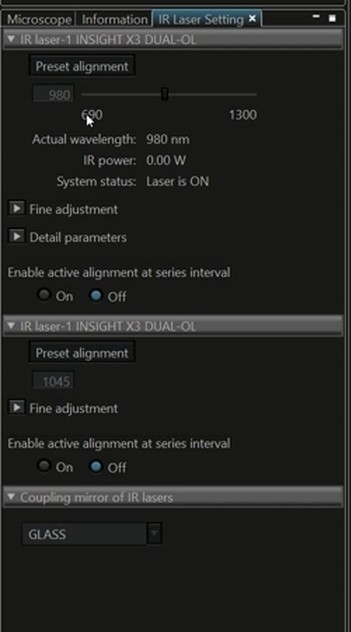 Microscope Information IR Laser Setting ×
IR laser-1 INSIGHT X3 DUAL-OL
Preset alignment
980
690 1300
Actual wavelength: 980 nm
IR power: 0.00 W
System status: Laser is ON
Fine adjustment
Detail parameters
Enable active alignment at series interval
On Off
IR laser-1 INSIGHT X3 DUAL-OL
Preset alignment
1045
Fine adjustment
Enable active alignment at series interval
On Off
Coupling mirror of IR lasers
GLASS